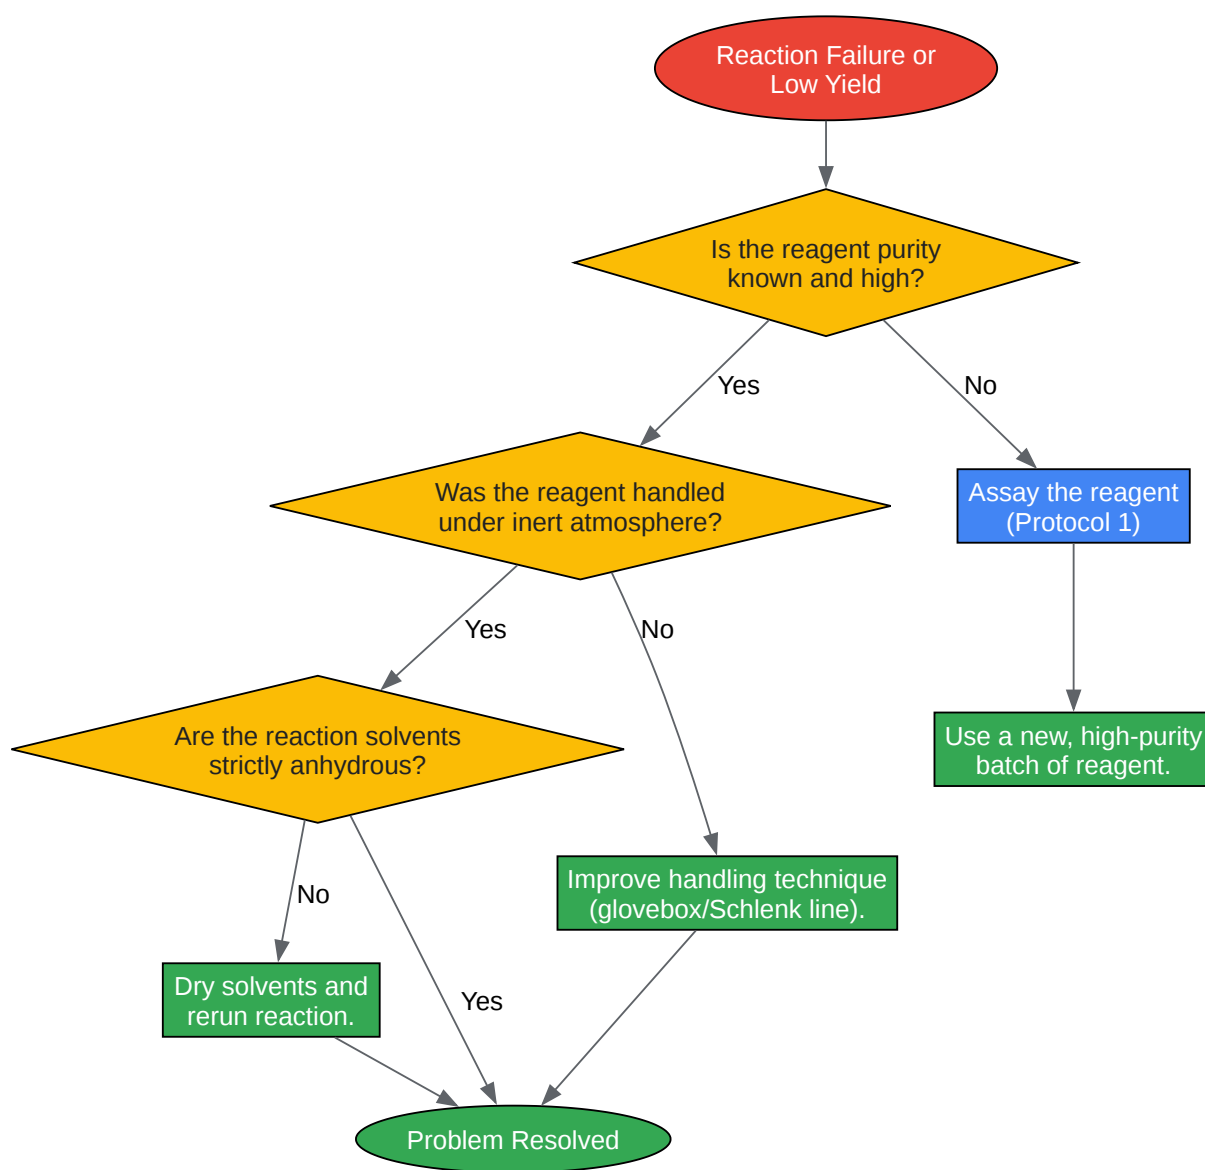 Reaction Failure or
Low Yield
Is the reagent purity
known and high?
Yes
No
Was the reagent handled
under inert atmosphere?
Assay the reagent
(Protocol 1)
Yes
No
Are the reaction solvents
strictly anhydrous?
Use a new, high-purity
batch of reagent.
Improve handling technique
(glovebox/Schlenk line).
No
Yes
Dry solvents and
rerun reaction.
Problem Resolved